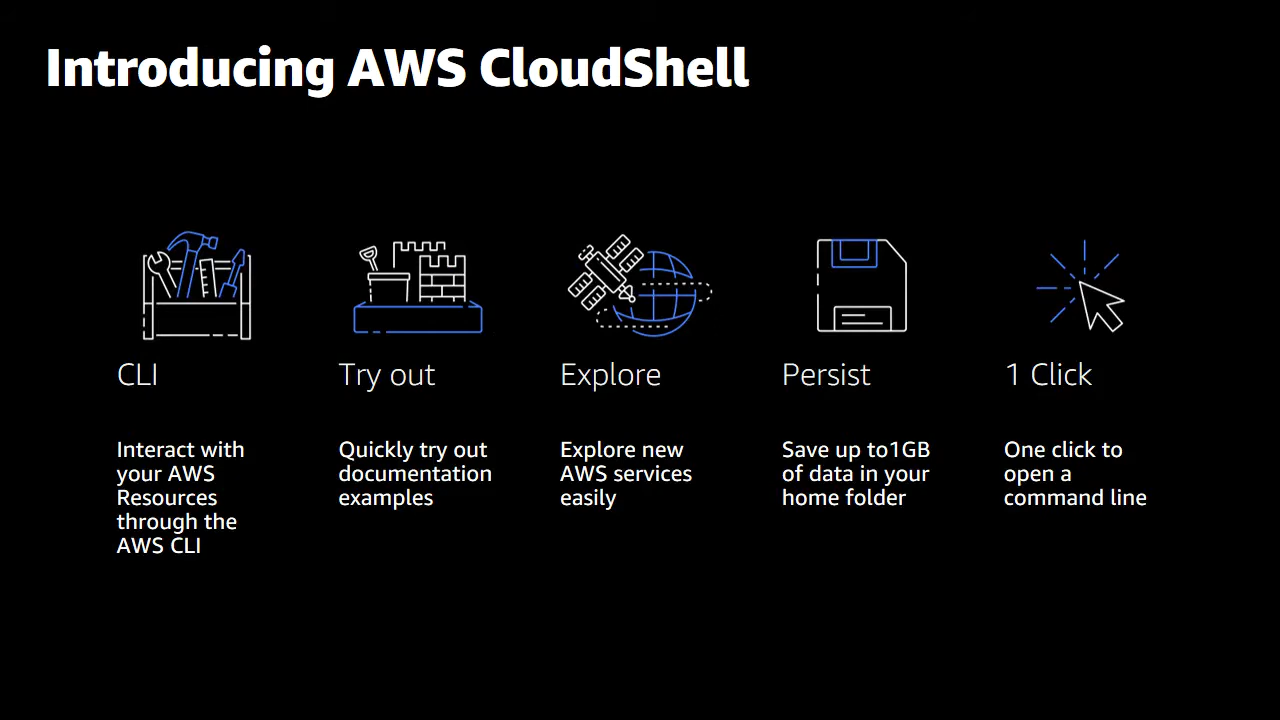 Introducing AWS CloudShell
CLI
Interact with
your AWS
Resources
through the
AWS CLI
Try out
Quickly try out
documentation
examples
Explore
Explore new
AWS services
easily
Persist
Save up to1GB
of data in your
home folder
1 Click
One click to
open a
command line